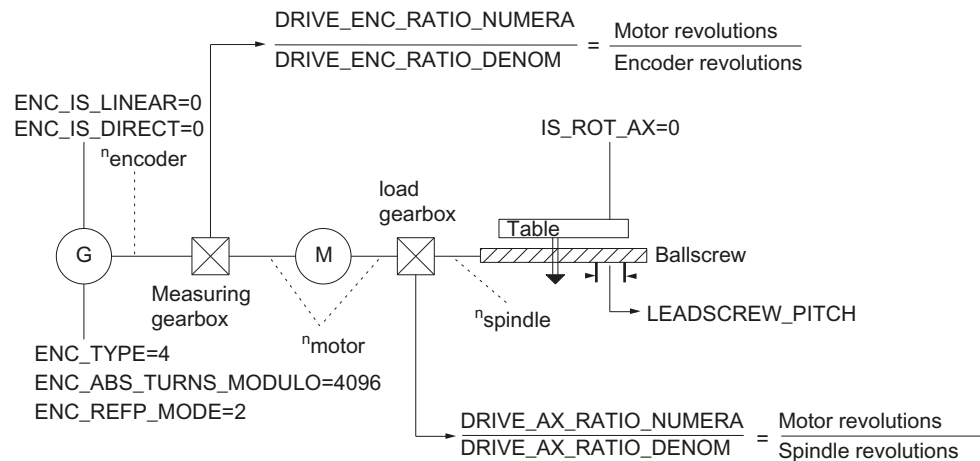 DRIVE_ENC_RATIO_NUMERA
DRIVE_ENC_RATIO_DENOM
=
Motor revolutions
Encoder revolutions
ENC_IS_LINEAR=0
ENC_IS_DIRECT=0
IS_ROT_AX=0
nencoder
load
gearbox
Table
G
M
Ballscrew
Measuring
gearbox
nmotor
nspindle
LEADSCREW_PITCH
ENC_TYPE=4
ENC_ABS_TURNS_MODULO=4096
ENC_REFP_MODE=2
DRIVE_AX_RATIO_NUMERA
DRIVE_AX_RATIO_DENOM
=
Motor revolutions
Spindle revolutions